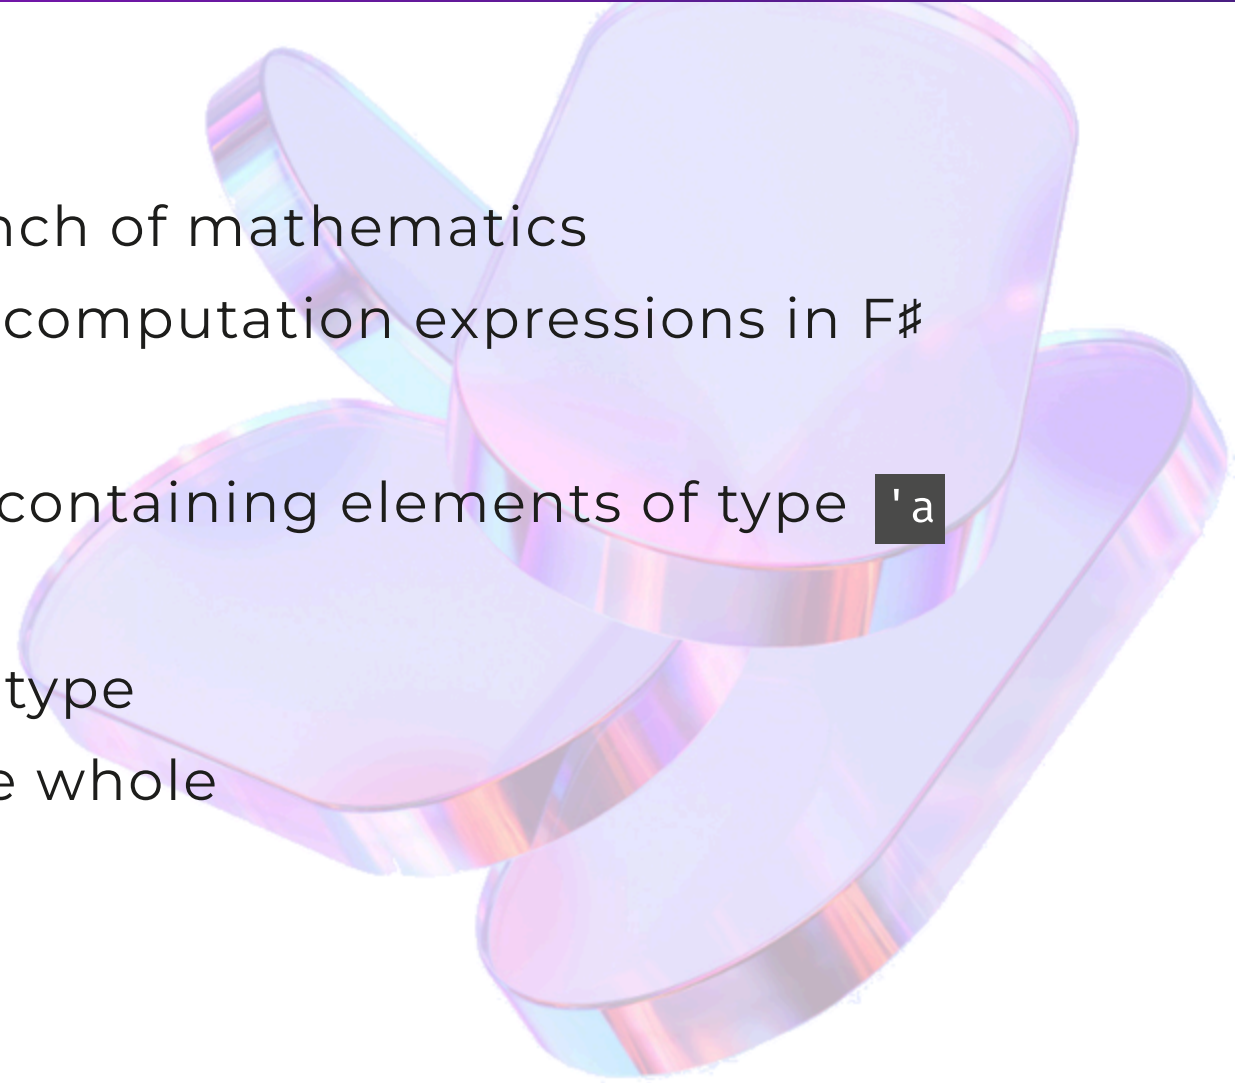 nch of mathematics
computation expressions in F♯
containing elements of type 'a
type
e whole